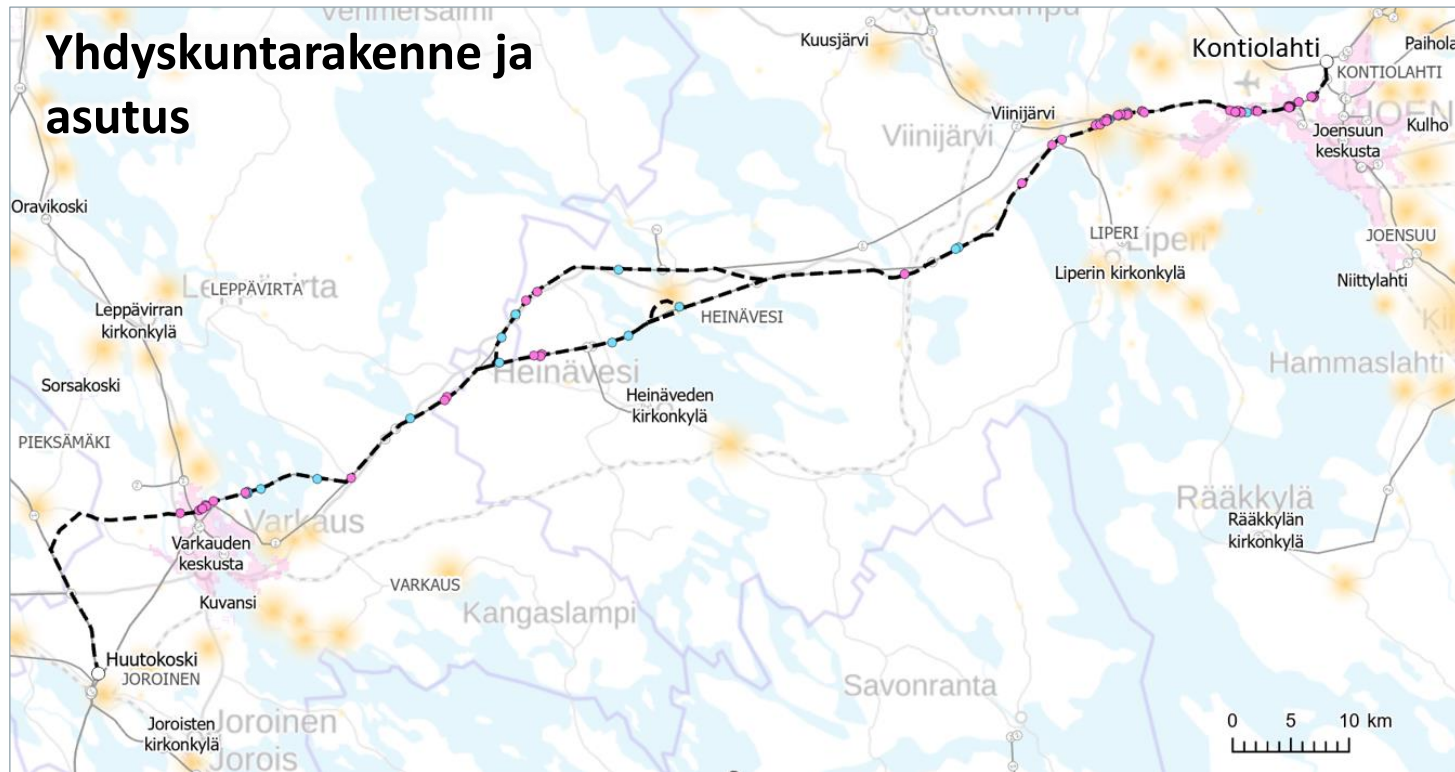 Yhdyskuntarakenne ja
asutus
Kuusjärvi
Kontiolahti
KONTIOLAHTI
Viinijärvi
Viinijärvi
Kulho
Joensuun
keskusta
Oravikoski
LIPERI
Liperi
JOENSUU
Liperin kirkonkylä
Niittylahti
LEPPÄVIRTA
Leppävirran
kirkonkylä
HEINÄVESI
Hammaslahti
Sorsakoski
Heinävesi
Heinäveden
kirkonkylä
PIEKSÄMÄKI
Rääkkylä
Rääkkylän
kirkonkylä
Varkaus
Varkauden
keskusta
VARKAUS
Kuvansi
Kangaslampi
Huutokoski
JOROINEN
Savonranta
Joroisten
kirkonkylä
Joroinen
Jorois
0 5 10 km